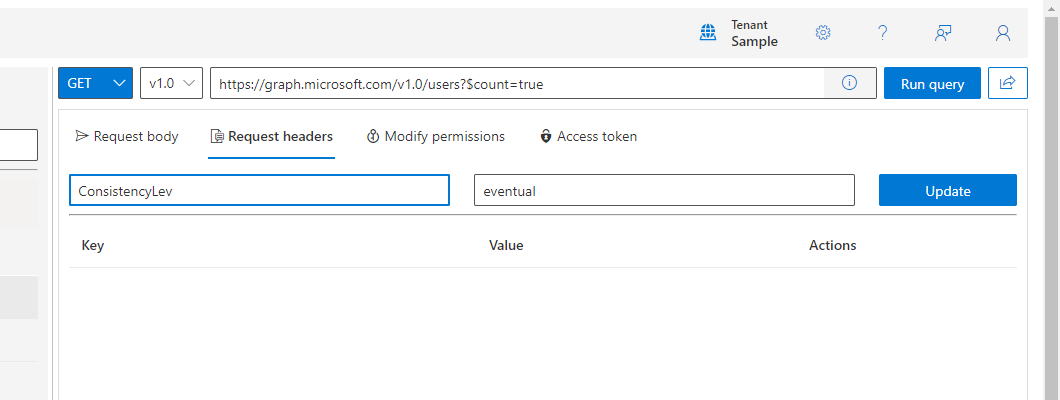 Tenant
Sample
?
GET v1.0 https://graph.microsoft.com/v1.0/users?$count=true Run query
Request body Request headers Modify permissions Access token
ConsistencyLev eventual Update
Key Value Actions